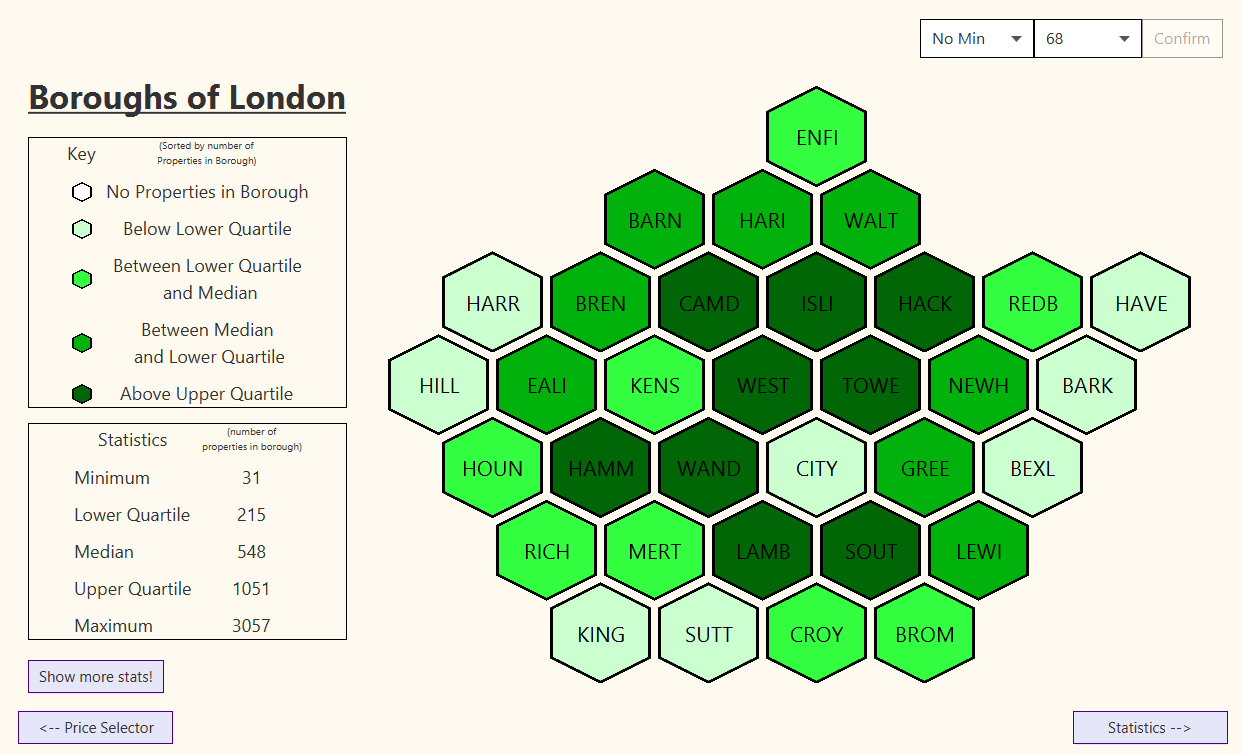 No Min 68 Confirm
Boroughs of London
Key (Sorted by number of
Properties in Borough)
No Properties in Borough
Below Lower Quartile
Between Lower Quartile
and Median
Between Median
and Lower Quartile
Above Upper Quartile
Statistics (number of
properties in borough)
Minimum 31
Lower Quartile 215
Median 548
Upper Quartile 1051
Maximum 3057
Show more stats!
<-- Price Selector
ENFI
BARN HARI WALT
HARR BREN CAMD ISLI HACK REDB HAVE
HILL EALI KENS WEST TOWE NEWH BARK
HOUN HAMM WAND CITY GREE BEXL
RICH MERT LAMB SOUT LEWI
KING SUTT CROY BROM
Statistics -->